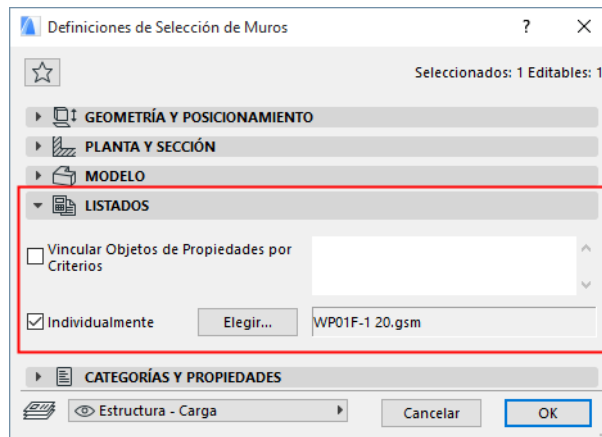 Definiciones de Selección de Muros
Seleccionados: 1 Editables: 1
GEOMETRÍA Y POSICIONAMIENTO
PLANTA Y SECCIÓN
MODELO
LISTADOS
Vincular Objetos de Propiedades por
Criterios
Individualmente Elegir... WP01F-1 20.gsm
CATEGORÍAS Y PROPIEDADES
Estructura - Carga Cancelar OK